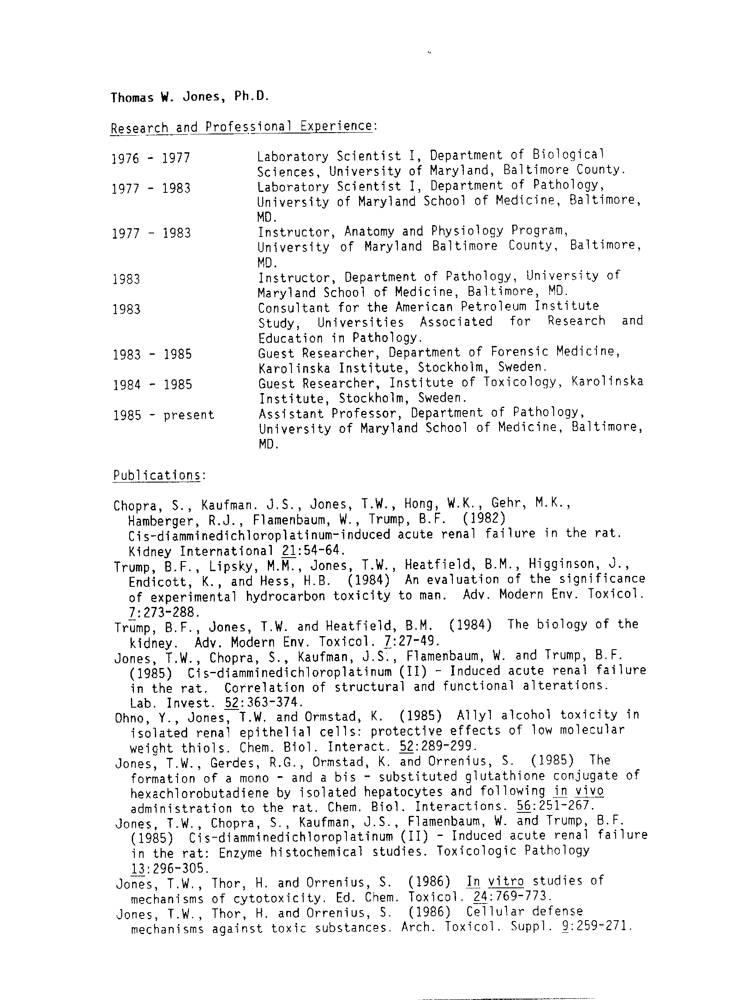 Thomas W. Jones, Ph.D.
Research and Professional Experience:
1976 - 1977 Laboratory Scientist I, Department of Biological
Sciences, University of Maryland, Baltimore County.
1977 - 1983 Laboratory Scientist I, Department of Pathology,
University of Maryland School of Medicine, Baltimore,
MD.
1977 - 1983 Instructor, Anatomy and Physiology Program,
University of Maryland Baltimore County, Baltimore,
MD.
1983 Instructor, Department of Pathology, University of
Maryland School of Medicine, Baltimore, MD.
1983 Consultant for the American Petroleum Institute
Study, Universities Associated for Research and
Education in Pathology.
1983 - 1985 Guest Researcher, Department of Forensic Medicine,
Karolinska Institute, Stockholm, Sweden.
1984 - 1985 Guest Researcher, Institute of Toxicology, Karolinska
Institute, Stockholm, Sweden.
1985 - present Assistant Professor, Department of Pathology,
University of Maryland School of Medicine, Baltimore,
MD.
Publications:
Chopra, S., Kaufman. J.S., Jones, T.W., Hong, W.K., Gehr, M.K.,
Hamberger, R.J., Flamenbaum, W., Trump, B.F. (1982)
Cis-diamminedichloroplatinum-induced acute renal failure in the rat.
Kidney International 21:54-64.
Trump, B.F., Lipsky, M.M., Jones, T.W., Heatfield, B.M., Higginson, J.,
Endicott, K., and Hess, H.B. (1984) An evaluation of the significance
of experimental hydrocarbon toxicity to man. Adv. Modern Env. Toxicol.
7:273-288.
Trump, B.F., Jones, T.W. and Heatfield, B.M. (1984) The biology of the
kidney. Adv. Modern Env. Toxicol. 7:27-49.
Jones, T.W., Chopra, S., Kaufman, J.S., Flamenbaum, W. and Trump, B.F.
(1985) Cis-diamminedichloroplatinum (II) - Induced acute renal failure
in the rat. Correlation of structural and functional alterations.
Lab. Invest. 52:363-374.
Ohno, Y., Jones, T.W. and Ormstad, K. (1985) Allyl alcohol toxicity in
isolated renal epithelial cells: protective effects of low molecular
weight thiols. Chem. Biol. Interact. 52:289-299.
Jones, T.W., Gerdes, R.G., Ormstad, K. and Orrenius, S. (1985) The
formation of a mono - and a bis - substituted glutathione conjugate of
hexachlorobutadiene by isolated hepatocytes and following in vivo
administration to the rat. Chem. Biol. Interactions. 56:251-267.
Jones, T.W., Chopra, S., Kaufman, J.S., Flamenbaum, W. and Trump, B.F.
(1985) Cis-diamminedichloroplatinum (II) - Induced acute renal failure
in the rat: Enzyme histochemical studies. Toxicologic Pathology
13:296-305.
Jones, T.W., Thor, H. and Orrenius, S. (1986) In vitro studies of
mechanisms of cytotoxicity. Ed. Chem. Toxicol. 24:769-773.
Jones, T.W., Thor, H. and Orrenius, S. (1986) Cellular defense
mechanisms against toxic substances. Arch. Toxicol. Suppl. 9:259-271.